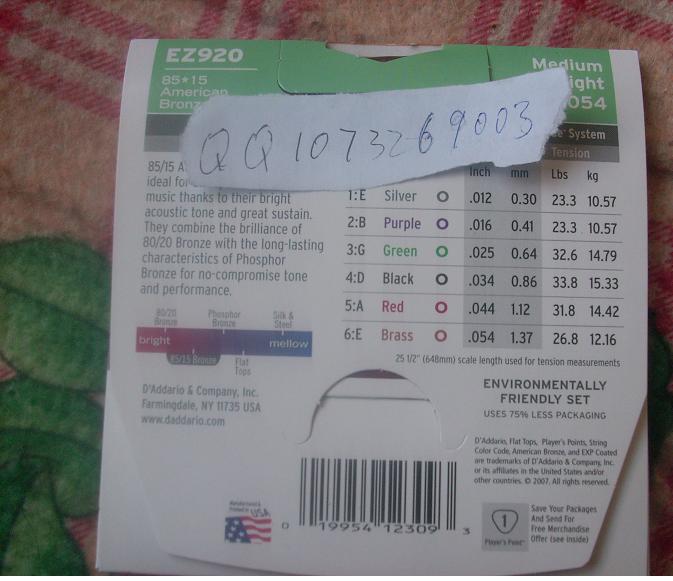 EZ920
85★15
American
Bronze
Medium
ight
054
QQ1073269003
System
Tension
85/15 A
ideal for
music thanks to their bright
acoustic tone and great sustain.
They combine the brilliance of
80/20 Bronze with the long-lasting
characteristics of Phosphor
Bronze for no-compromise tone
and performance.
Inch mm Lbs kg
1:E Silver .012 0.30 23.3 10.57
2:B Purple .016 0.41 23.3 10.57
3:G Green .025 0.64 32.6 14.79
4:D Black .034 0.86 33.8 15.33
5:A Red .044 1.12 31.8 14.42
6:E Brass .054 1.37 26.8 12.16
25 1/2" (648mm) scale length used for tension measurements
80/20 Bronze
Phosphor Bronze
Silk & Steel
bright mellow
85/15 Bronze
Flat Tops
D'Addario & Company, Inc.
Farmingdale, NY 11735 USA
www.daddario.com
ENVIRONMENTALLY
FRIENDLY SET
USES 75% LESS PACKAGING
D'Addario, Flat Tops, Player's Points, String
Color Code, American Bronze, and EXP Coated
are trademarks of D'Addario & Company, Inc.
or its affiliates in the United States and/or
other countries. © 2007. All rights reserved.
Manufactured &
Printed in USA
0 19954 12309 3
1
Player's Point
Save Your Packages
And Send For
Free Merchandise
Offer (see inside)